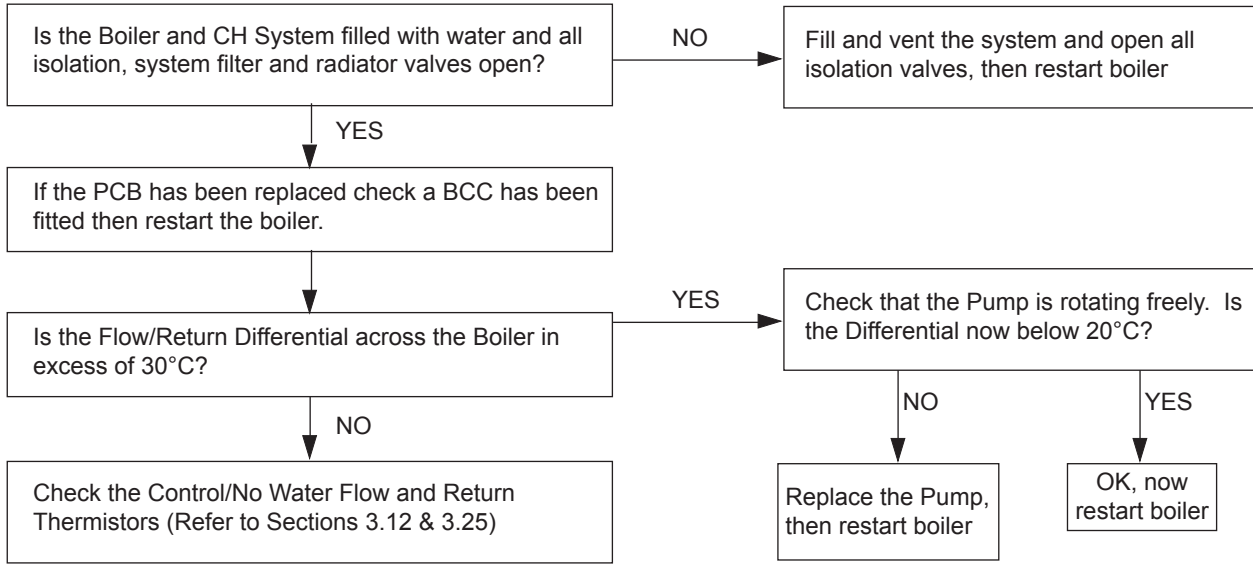 Is the Boiler and CH System filled with water and all
isolation, system filter and radiator valves open?
NO
Fill and vent the system and open all
isolation valves, then restart boiler
YES
If the PCB has been replaced check a BCC has been
fitted then restart the boiler.
Is the Flow/Return Differential across the Boiler in
excess of 30°C?
YES
Check that the Pump is rotating freely.  Is
the Differential now below 20°C?
NO
Check the Control/No Water Flow and Return
Thermistors (Refer to Sections 3.12 & 3.25)
NO
Replace the Pump,
then restart boiler
YES
OK, now
restart boiler